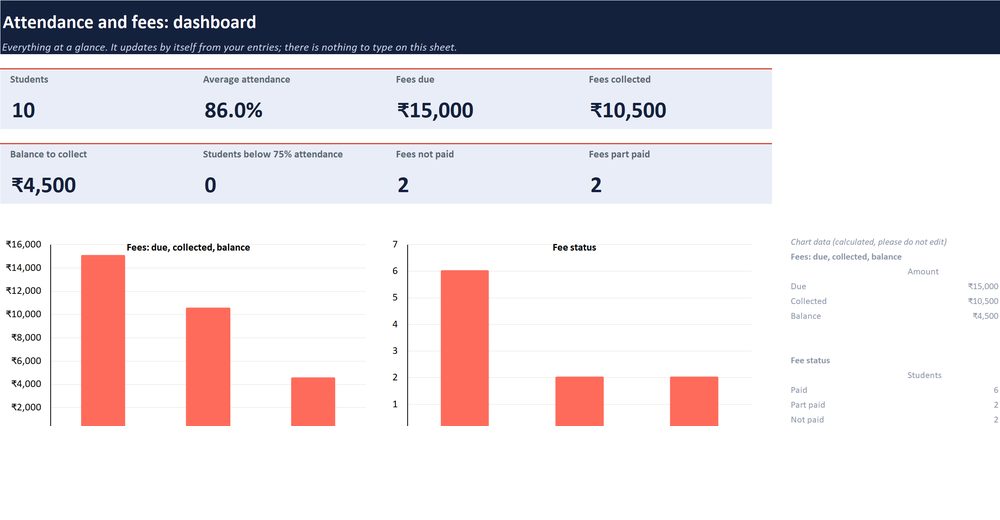 Attendance and fees: dashboard
Everything at a glance. It updates by itself from your entries; there is nothing to type on this sheet.
Students Average attendance Fees due Fees collected
10 86.0% ₹15,000 ₹10,500
Balance to collect Students below 75% attendance Fees not paid Fees part paid
₹4,500 0 2 2
Fees: due, collected, balance
₹16,000
₹14,000
₹12,000
₹10,000
₹8,000
₹6,000
₹4,000
₹2,000
Fee status
7
6
5
4
3
2
1
Chart data (calculated, please do not edit)
Fees: due, collected, balance
Amount
Due ₹15,000
Collected ₹10,500
Balance ₹4,500
Fee status
Students
Paid 6
Part paid 2
Not paid 2